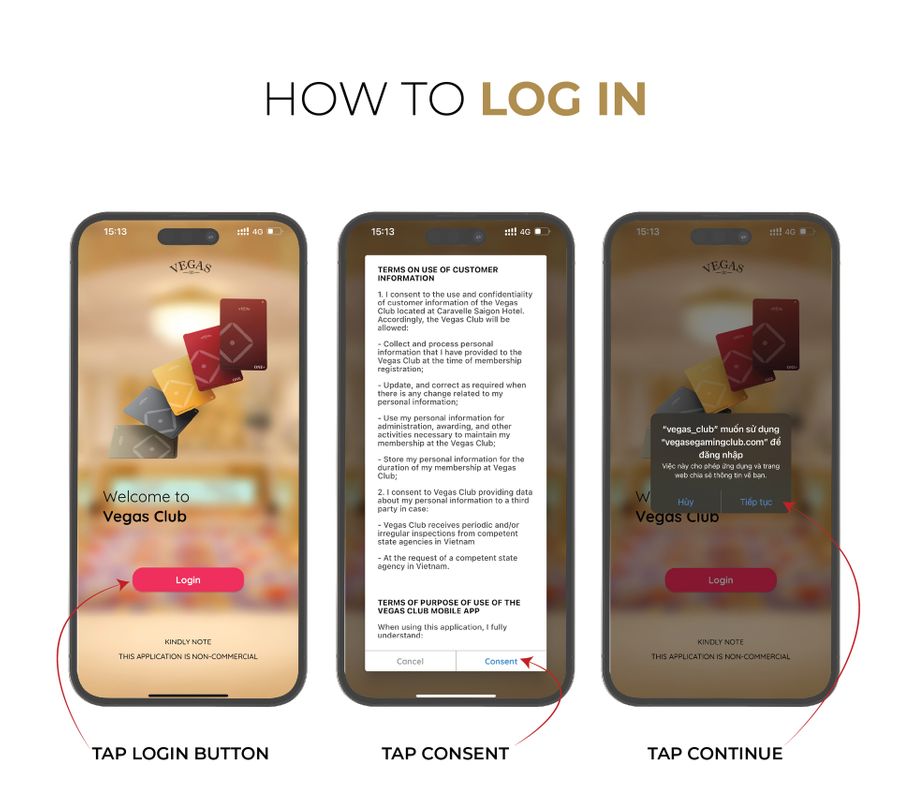 HOW TO LOG IN
15:13
4G
VEGAS
ONE+
Welcome to
Vegas Club
Login
KINDLY NOTE
THIS APPLICATION IS NON-COMMERCIAL
TAP LOGIN BUTTON
15:13
4G
TERMS ON USE OF CUSTOMER
INFORMATION
1. I consent to the use and confidentiality
of customer information of the Vegas
Club located at Caravelle Saigon Hotel.
Accordingly, the Vegas Club will be
allowed:
- Collect and process personal
information that I have provided to the
Vegas Club at the time of membership
registration;
- Update, and correct as required when
there is any change related to my
personal information;
- Use my personal information for
administration, awarding, and other
activities necessary to maintain my
membership at the Vegas Club;
- Store my personal information for the
duration of my membership at Vegas
Club;
2. I consent to Vegas Club providing data
about my personal information to a third
party in case:
- Vegas Club receives periodic and/or
irregular inspections from competent
state agencies in Vietnam
- At the request of a competent state
agency in Vietnam.
TERMS OF PURPOSE OF USE OF THE
VEGAS CLUB MOBILE APP
When using this application, I fully
understand:
Cancel
Consent
TAP CONSENT
15:13
4G
VEGAS
ONE+
"vegas_club" muốn sử dụng
"vegasegamingclub.com" để
đăng nhập
Việc này cho phép ứng dụng và trang
web chia sẻ thông tin về bạn.
Hủy
Tiếp tục
Vegas Club
Login
KINDLY NOTE
THIS APPLICATION IS NON-COMMERCIAL
TAP CONTINUE